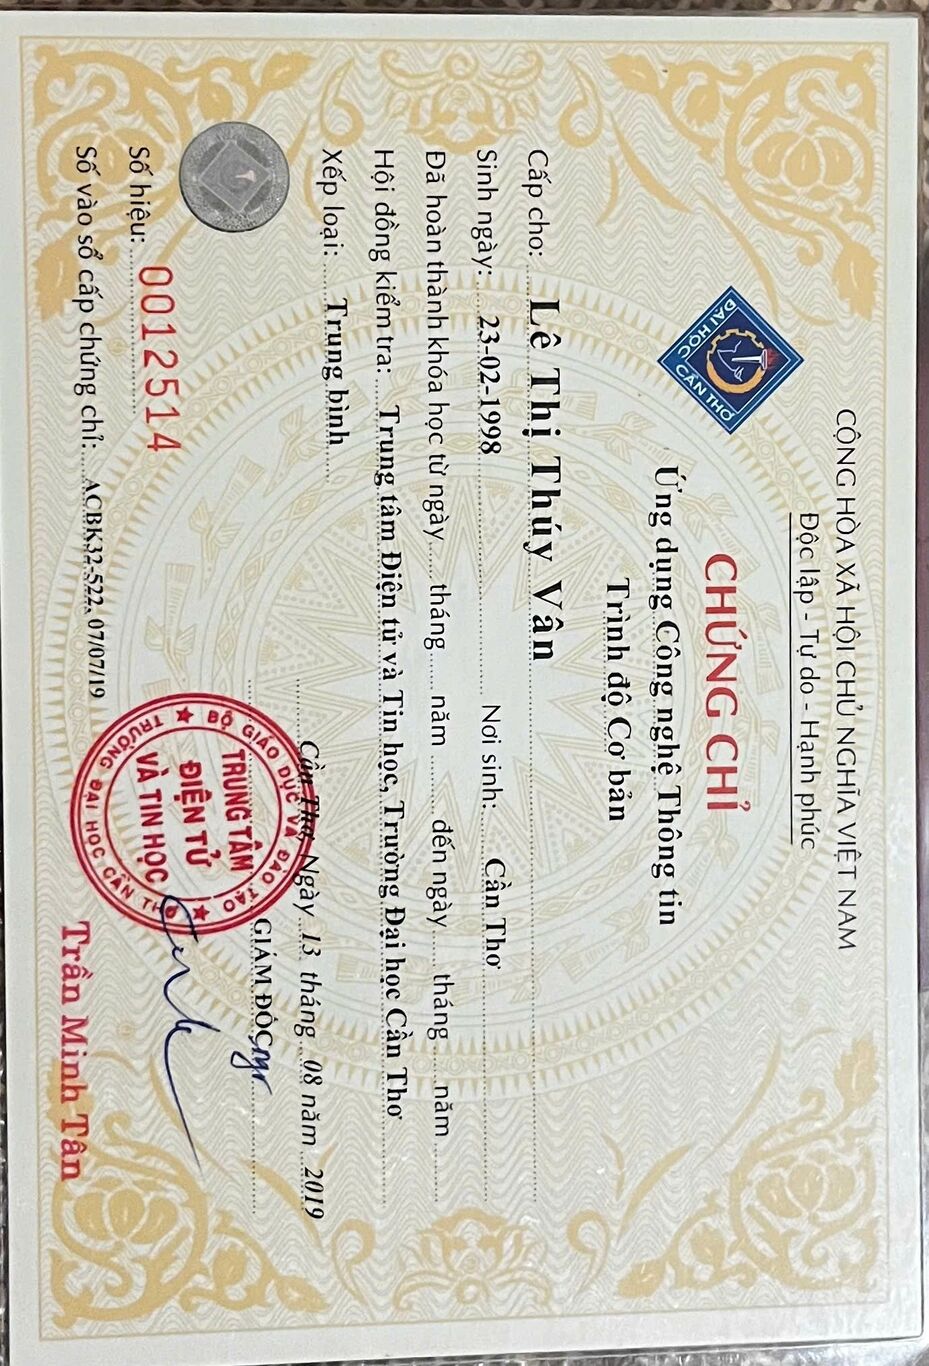 CỘNG HÒA XÃ HỘI CHỦ NGHĨA VIỆT NAM
Độc lập - Tự do - Hạnh phúc
ĐẠI HỌC
CẦN THƠ
CHỨNG CHỈ
Ứng dụng Công nghệ Thông tin
Trình độ Cơ bản
Cấp cho: Lê Thị Thúy Vân
Sinh ngày: 23-02-1998 Nơi sinh: Cần Thơ
Đã hoàn thành khóa học từ ngày..... tháng ..... năm ......... đến ngày ..... tháng ..... năm .........
Hội đồng kiểm tra: Trung tâm Điện tử và Tin học, Trường Đại học Cần Thơ
Xếp loại: Trung bình
Cần Thơ, Ngày 13 tháng 08 năm 2019
GIÁM ĐỐC
BỘ GIÁO DỤC VÀ ĐÀO TẠO
TRƯỜNG ĐẠI HỌC CẦN THƠ
TRUNG TÂM
ĐIỆN TỬ
VÀ TIN HỌC
Số hiệu: 0012514
Số vào sổ cấp chứng chỉ: ACBK32-522, 07/07/19
Trần Minh Tân